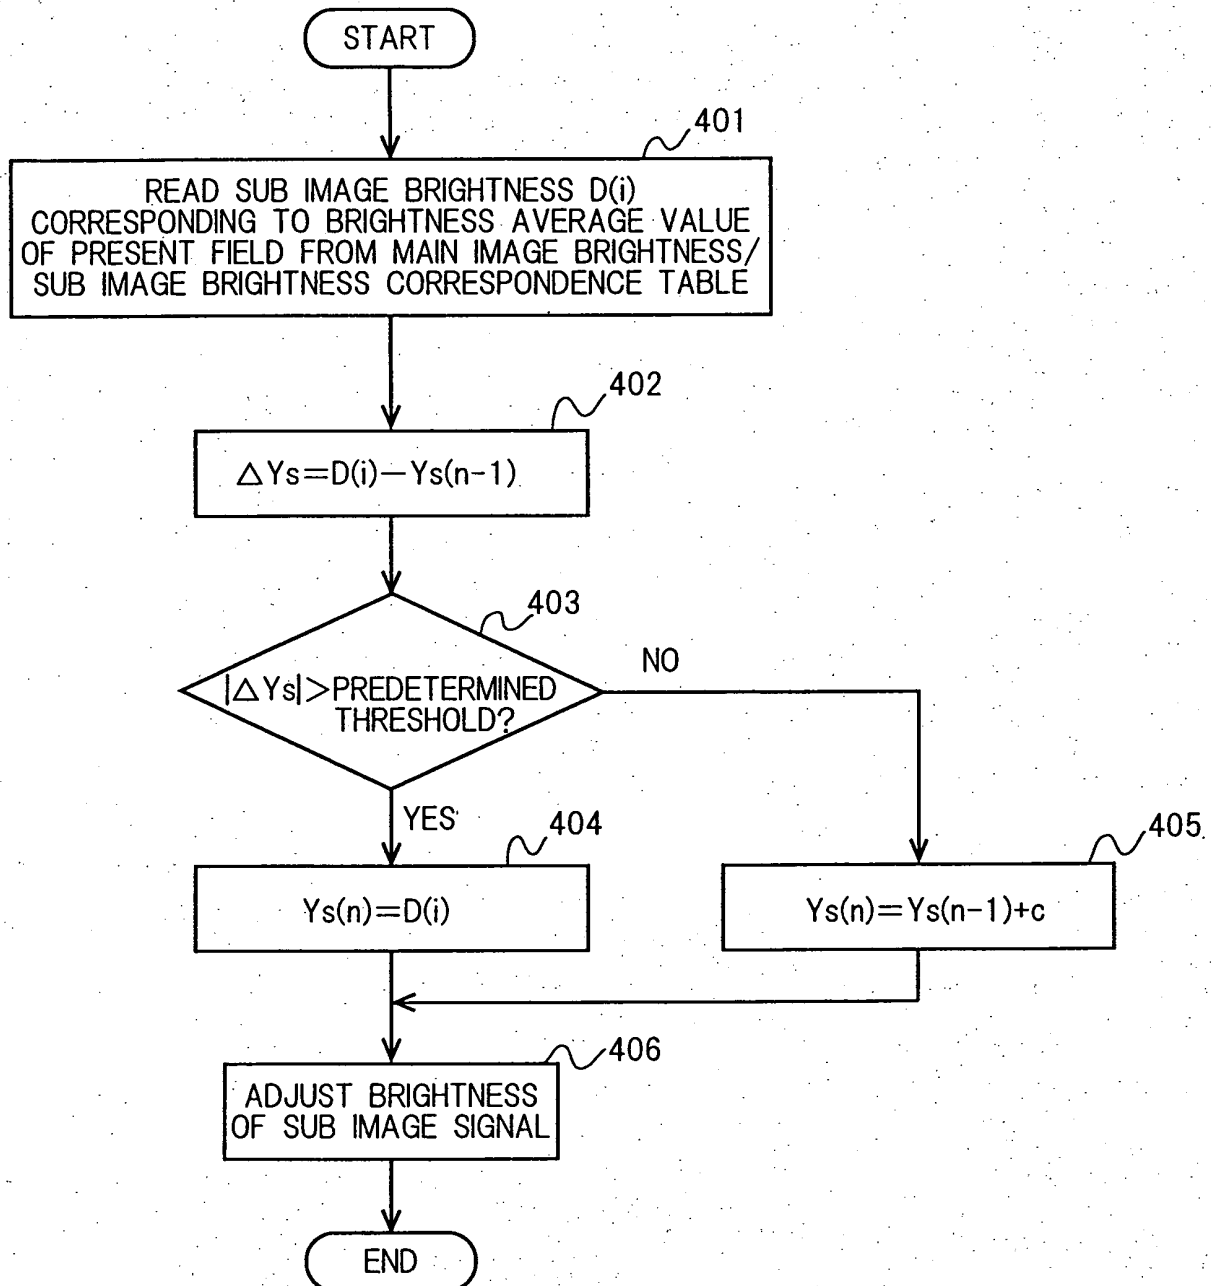 START
401
READ SUB IMAGE BRIGHTNESS D(i)
CORRESPONDING TO BRIGHTNESS AVERAGE VALUE
OF PRESENT FIELD FROM MAIN IMAGE BRIGHTNESS/
SUB IMAGE BRIGHTNESS CORRESPONDENCE TABLE
402
△Ys=D(i)−Ys(n-1)
403
|△Ys|>PREDETERMINED
THRESHOLD?
NO
YES
404
Ys(n)=D(i)
405
Ys(n)=Ys(n-1)+c
406
ADJUST BRIGHTNESS
OF SUB IMAGE SIGNAL
END